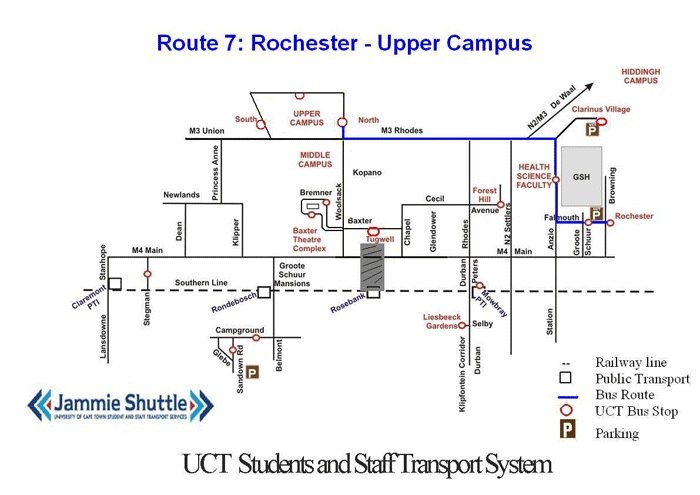 Route 7: Rochester - Upper Campus
HIDDINGH
CAMPUS
N2/M3 De Waal
Clarinus Village
P
South
UPPER
CAMPUS
North
M3 Union
M3 Rhodes
MIDDLE
CAMPUS
Kopano
HEALTH
SCIENCE
FACULTY
GSH
Browning
Princess Anne
Newlands
Bremner
Woolsack
Forest
Hill
Cecil
Avenue
Dean
Klipper
Baxter
Theatre
Complex
Baxter
Tugwell
Chapel
Glendower
Rhodes
N2 Settlers
Anzio
Falmouth
P
Groote
Schuur
Rochester
M4 Main
M4 Main
Stanhope
Groote
Schuur
Mansions
Durban
Peters
Southern Line
Claremont
PTI
Stegman
Rondebosch
Rosebank
Mowbray
PTI
Lansdowne
Liesbeeck
Gardens
Selby
Station
Campground
Glebe
Sandown Rd
P
Belmont
Klipfontein Corridor
Durban
Railway line
Public Transport
Bus Route
UCT Bus Stop
P
Parking
Jammie Shuttle
UNIVERSITY OF CAPE TOWN STUDENT AND STAFF TRANSPORT SERVICES
UCT Students and Staff Transport System